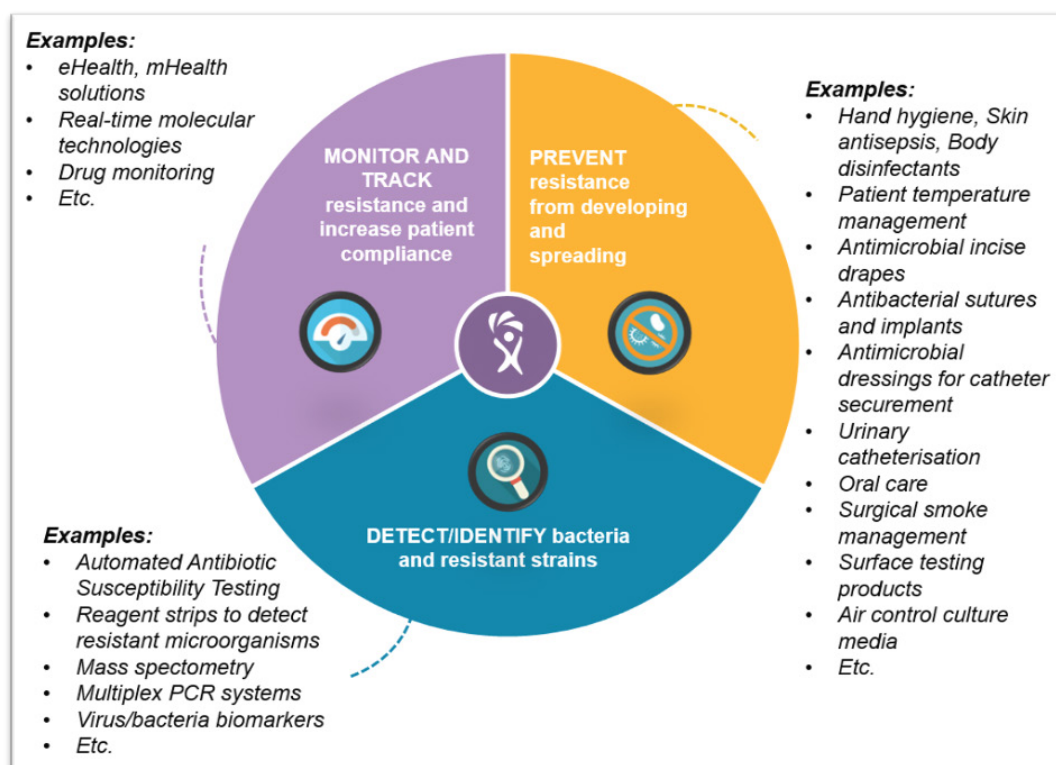 Examples:
• eHealth, mHealth
solutions
• Real-time molecular
technologies
• Drug monitoring
• Etc.
MONITOR AND
TRACK
resistance and
increase patient
compliance
PREVENT
resistance
from developing
and
spreading
Examples:
• Hand hygiene, Skin
antisepsis, Body
disinfectants
• Patient temperature
management
• Antimicrobial incise
drapes
• Antibacterial sutures
and implants
• Antimicrobial
dressings for catheter
securement
• Urinary
catheterisation
• Oral care
• Surgical smoke
management
• Surface testing
products
• Air control culture
media
• Etc.
DETECT/IDENTIFY bacteria
and resistant strains
Examples:
• Automated Antibiotic
Susceptibility Testing
• Reagent strips to detect
resistant microorganisms
• Mass spectometry
• Multiplex PCR systems
• Virus/bacteria biomarkers
• Etc.